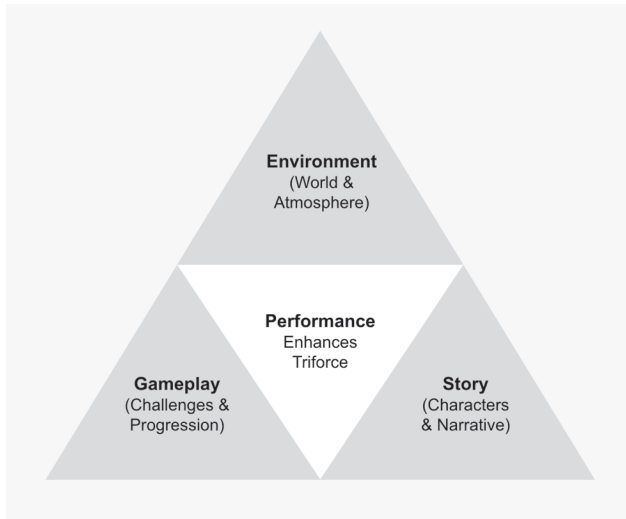 Environment
(World &
Atmosphere)
Performance
Enhances
Triforce
Gameplay
(Challenges &
Progression)
Story
(Characters
& Narrative)